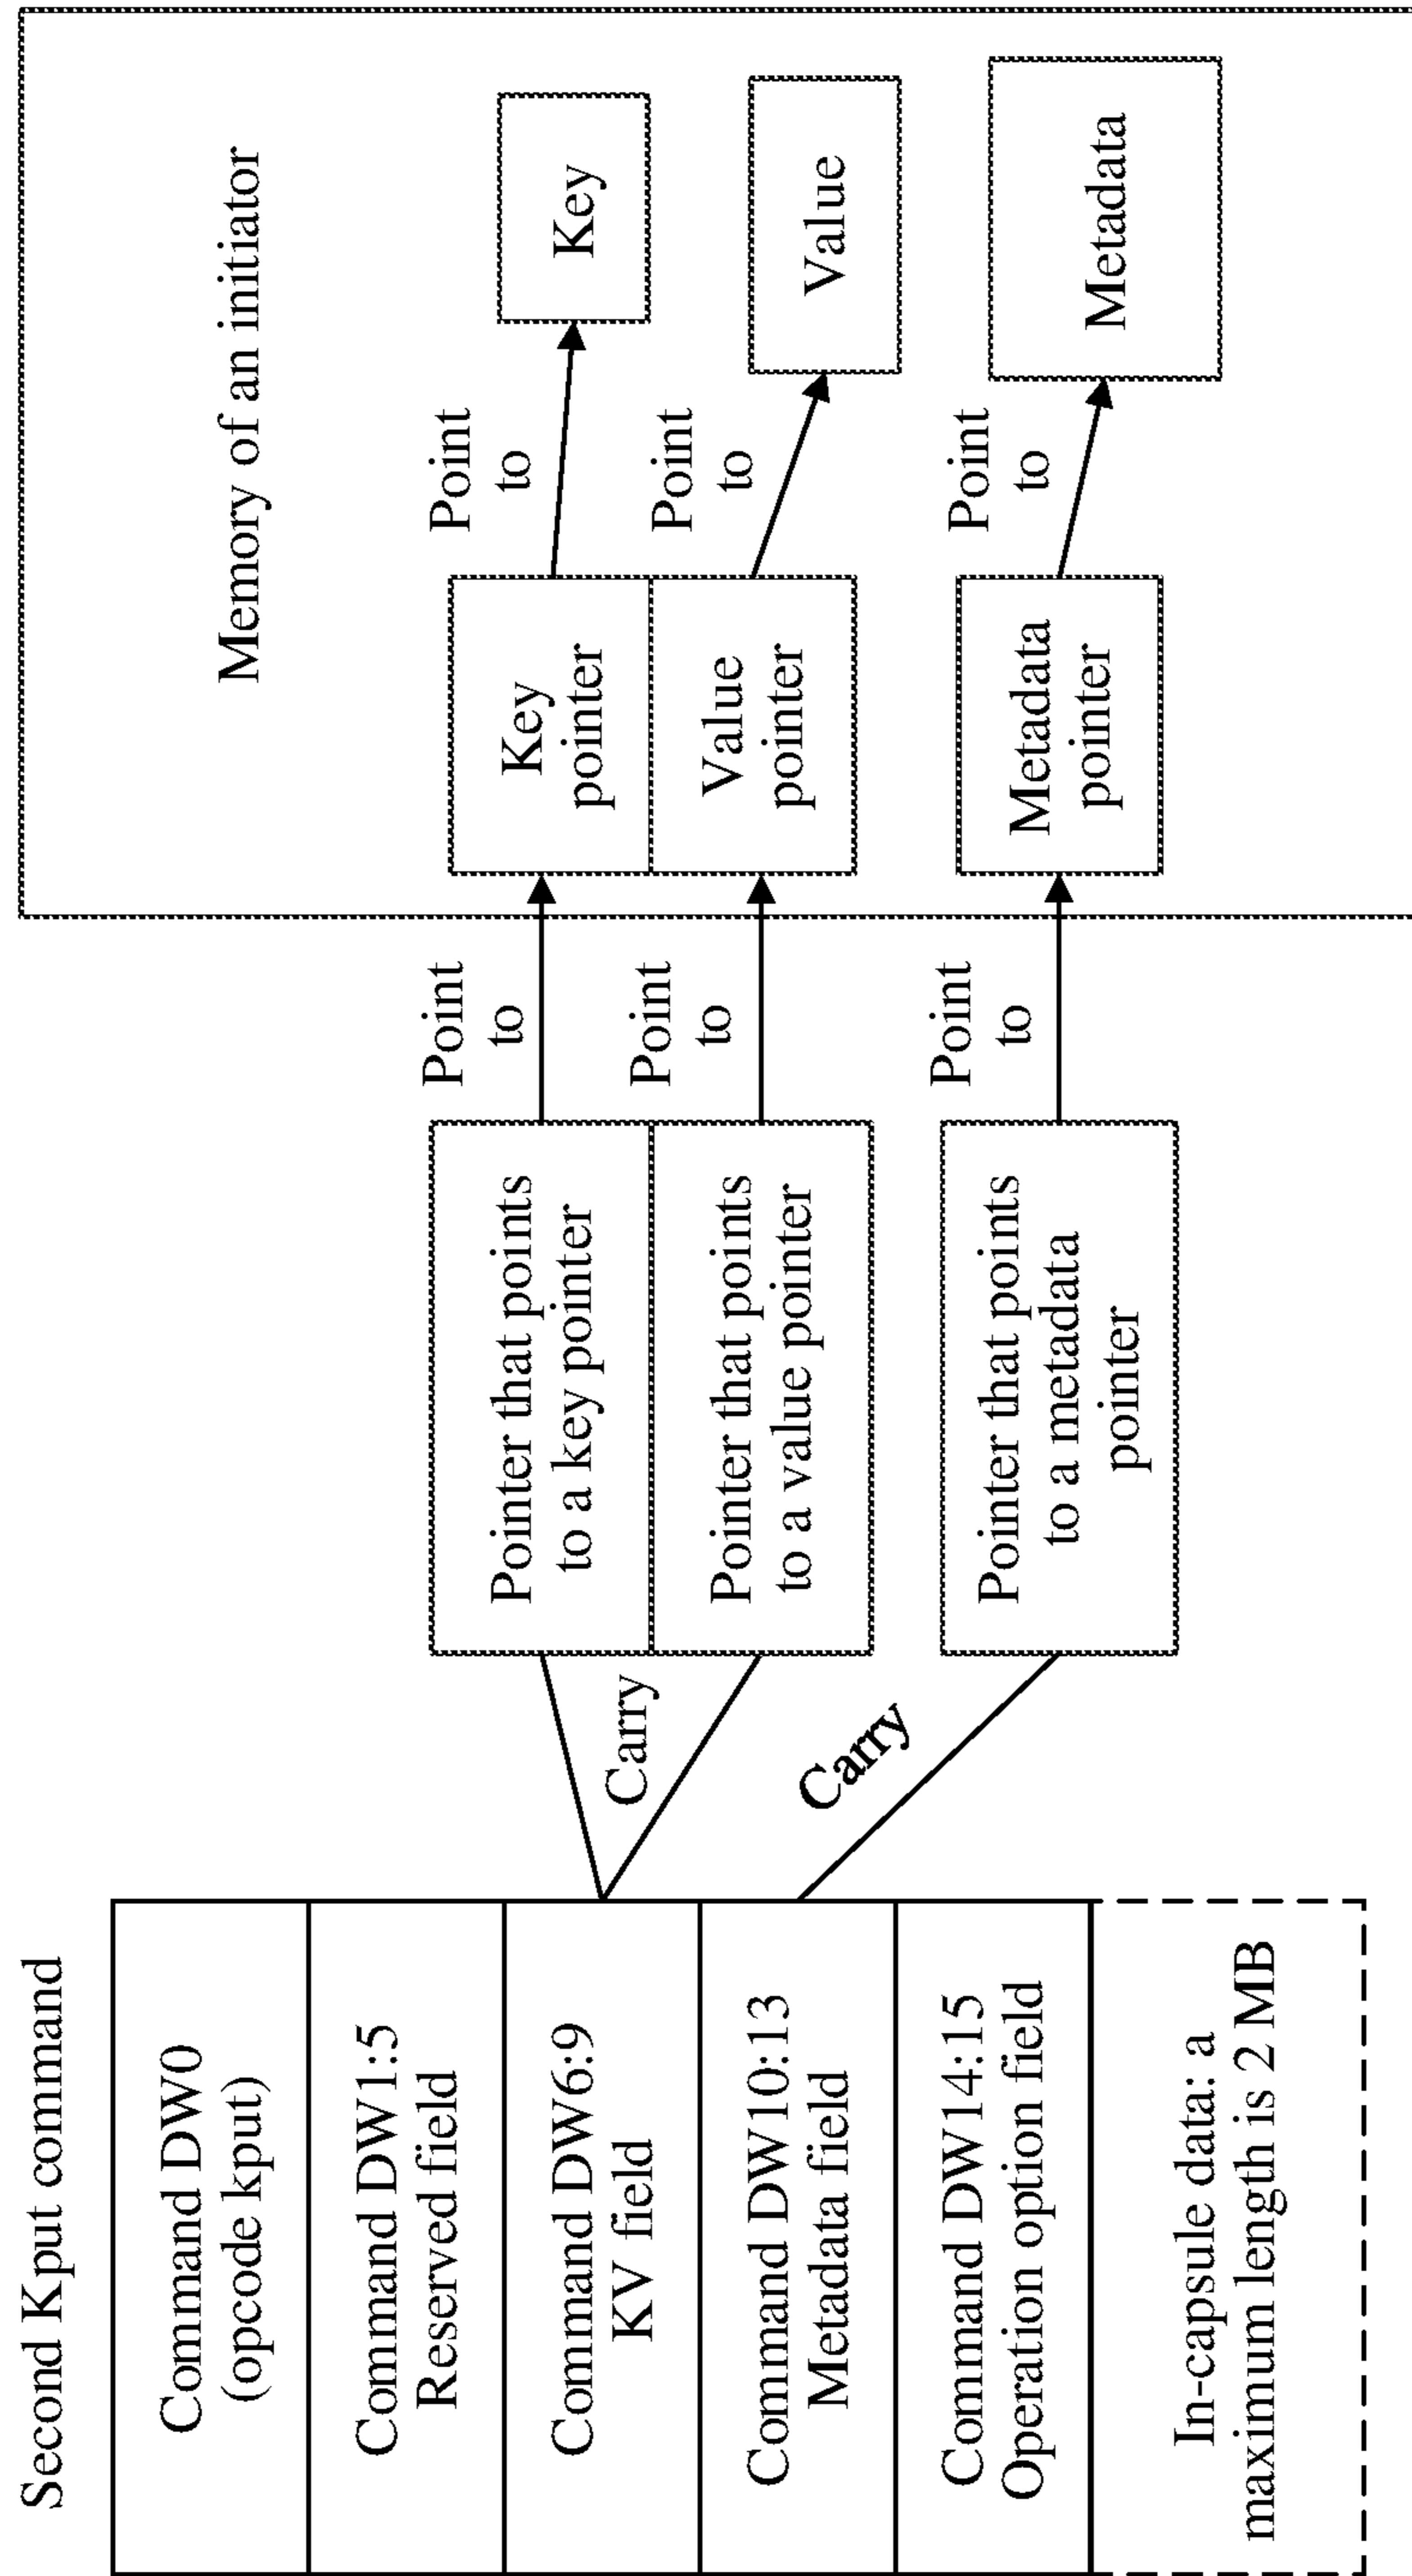 Second Kput command
Command DW0
(opcode kput)
Command DW1:5
Reserved field
Command DW6:9
KV field
Command DW10:13
Metadata field
Command DW14:15
Operation option field
In-capsule data: a
maximum length is 2 MB
Carry
Carry
Pointer that points
to a key pointer
Pointer that points
to a value pointer
Pointer that points
to a metadata
pointer
Point
to
Point
to
Point
to
Memory of an initiator
Key
pointer
Value
pointer
Metadata
pointer
Point
to
Point
to
Point
to
Key
Value
Metadata